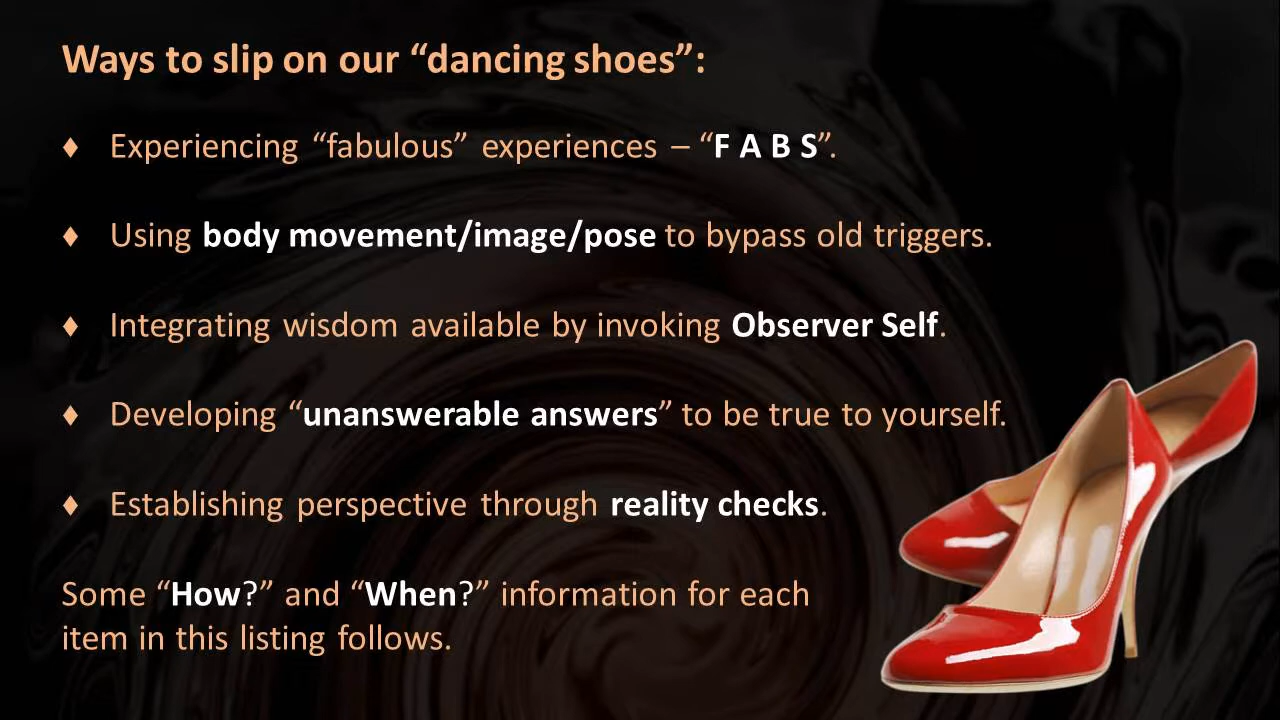 Ways to slip on our “dancing shoes”:
♦ Experiencing “fabulous” experiences – “F A B S”.
♦ Using body movement/image/pose to bypass old triggers.
♦ Integrating wisdom available by invoking Observer Self.
♦ Developing “unanswerable answers” to be true to yourself.
♦ Establishing perspective through reality checks.
Some “How?” and “When?” information for each
item in this listing follows.